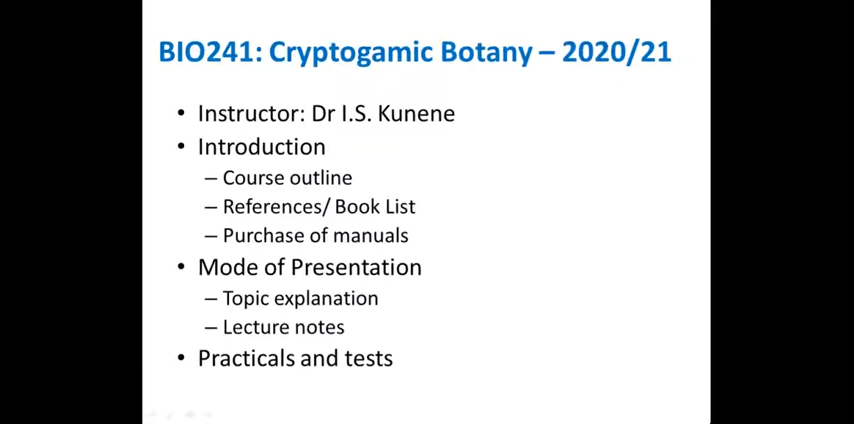 BIO241: Cryptogamic Botany – 2020/21
• Instructor: Dr I.S. Kunene
• Introduction
– Course outline
– References/ Book List
– Purchase of manuals
• Mode of Presentation
– Topic explanation
– Lecture notes
• Practicals and tests